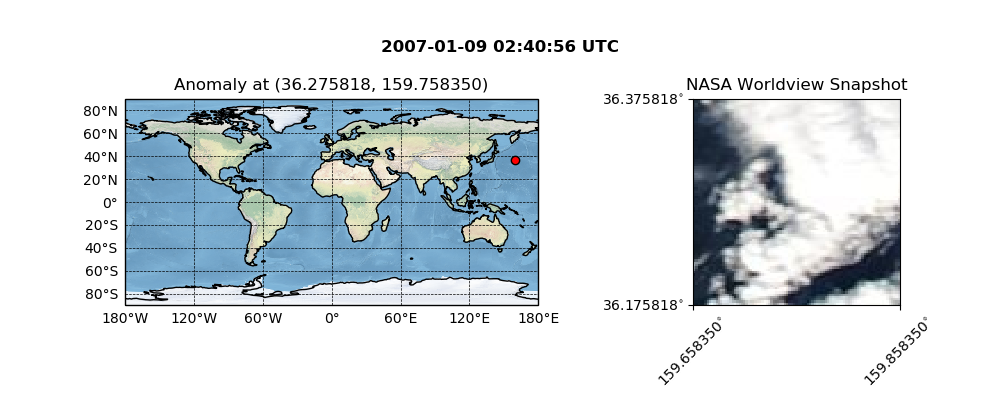 2007-01-09 02:40:56 UTC
Anomaly at (36.275818, 159.758350)
80°N
60°N
40°N
20°N
0°
20°S
40°S
60°S
80°S
180°W 120°W 60°W 0° 60°E 120°E 180°E
NASA Worldview Snapshot
36.375818°
36.175818°
159.658350°
159.858350°